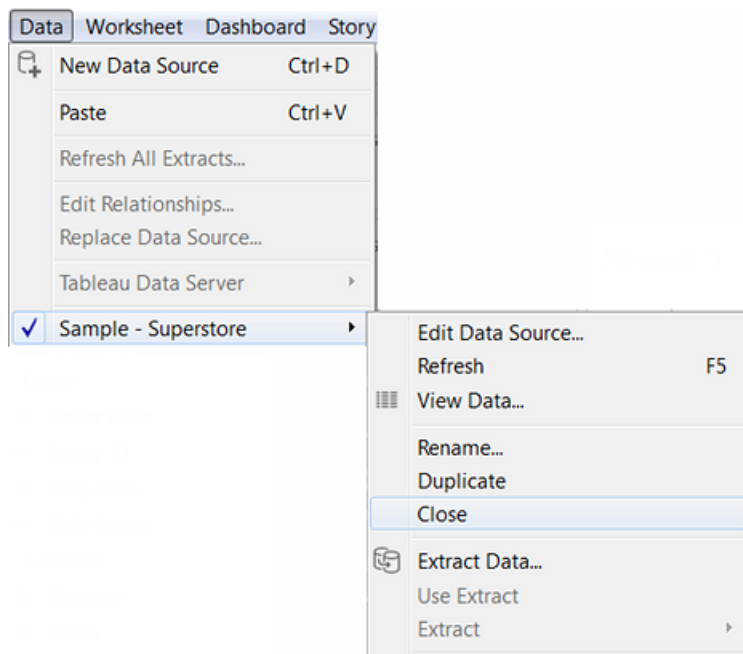 Data Worksheet Dashboard Story
New Data Source Ctrl+D
Paste Ctrl+V
Refresh All Extracts...
Edit Relationships...
Replace Data Source...
Tableau Data Server
Sample - Superstore
Edit Data Source...
Refresh F5
View Data...
Rename...
Duplicate
Close
Extract Data...
Use Extract
Extract